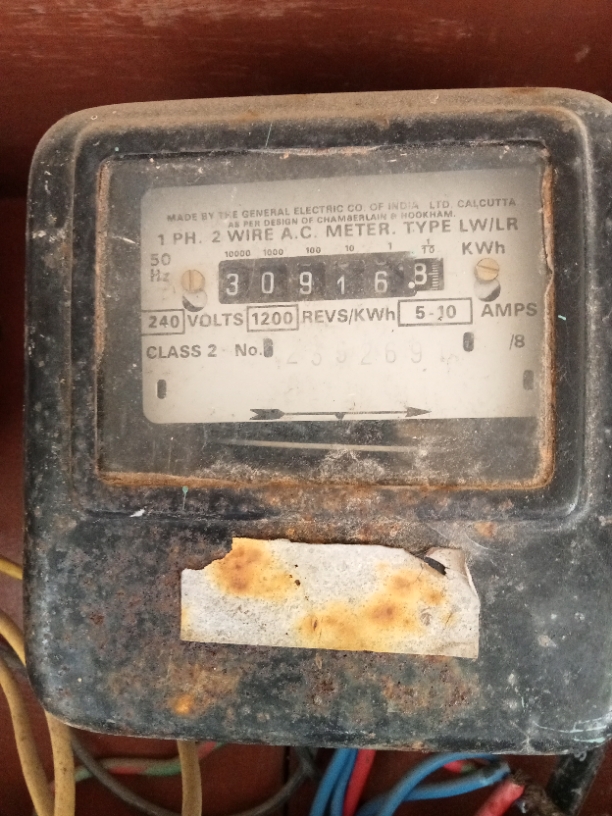 MADE BY THE GENERAL ELECTRIC CO. OF INDIA LTD. CALCUTTA
AS PER DESIGN OF CHAMBERLAIN & HOOKHAM.
1 PH. 2 WIRE A.C. METER. TYPE LW/LR
50 Hz
10000 1000 100 10 1 1/10 KWh
3 0 9 1 6 .8
240 VOLTS 1200 REVS/KWh 5-10 AMPS
CLASS 2 No. /8